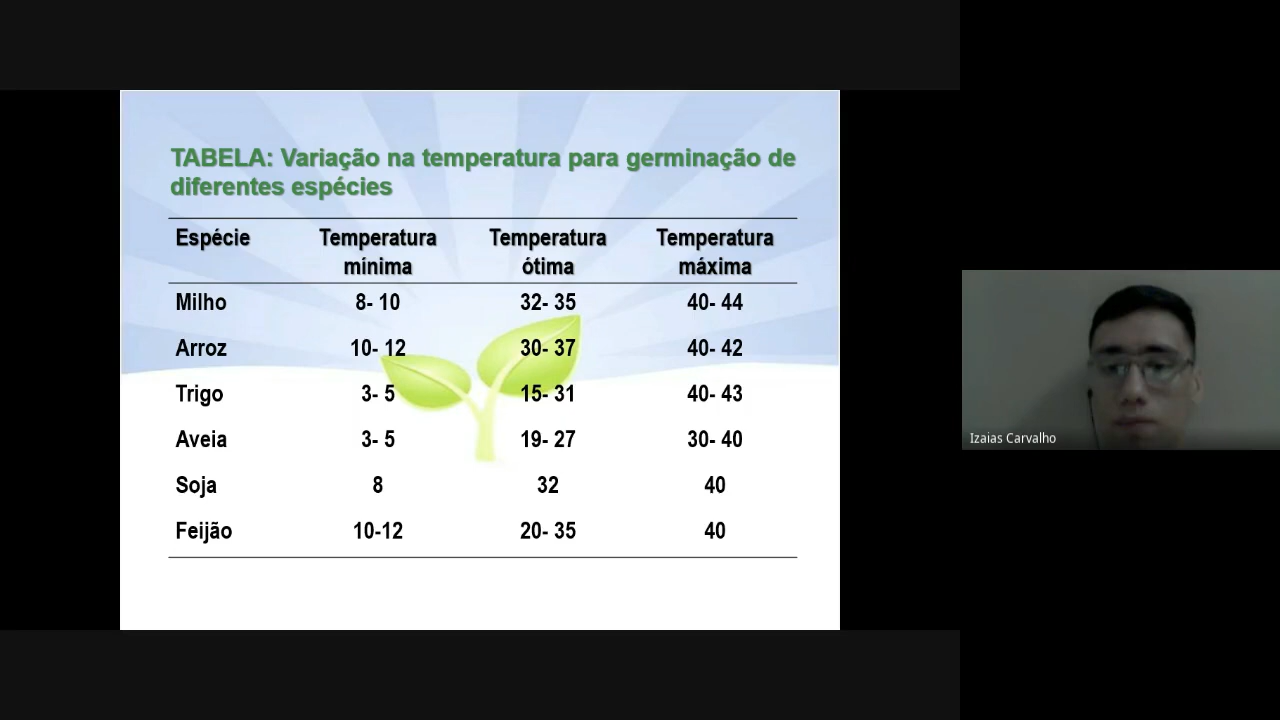 TABELA: Variação na temperatura para germinação de
diferentes espécies
Espécie Temperatura mínima Temperatura ótima Temperatura máxima
Milho 8- 10 32- 35 40- 44
Arroz 10- 12 30- 37 40- 42
Trigo 3- 5 15- 31 40- 43
Aveia 3- 5 19- 27 30- 40
Soja 8 32 40
Feijão 10-12 20- 35 40
Izaias Carvalho